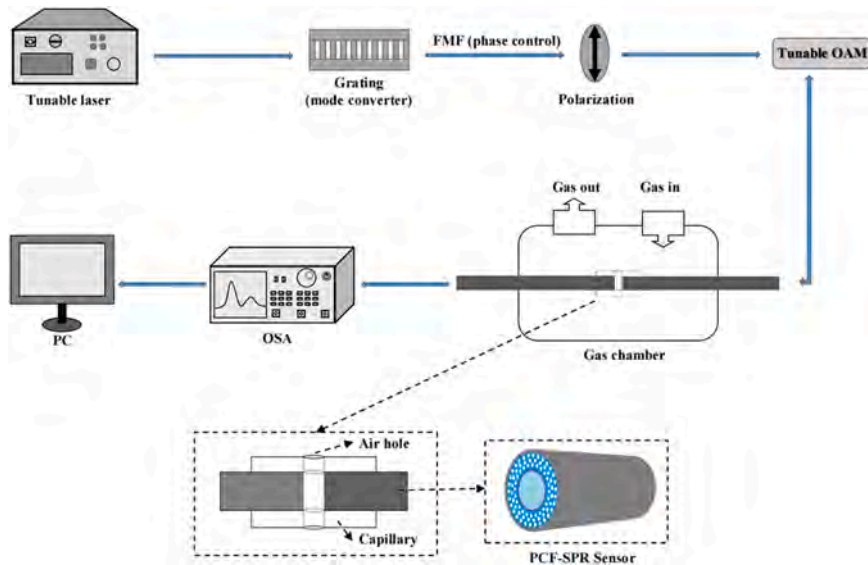 FMF (phase control)
Tunable OAM
Tunable laser
Grating
(mode converter)
Polarization
Gas out
Gas in
PC
OSA
Gas chamber
Air hole
Capillary
PCF-SPR Sensor